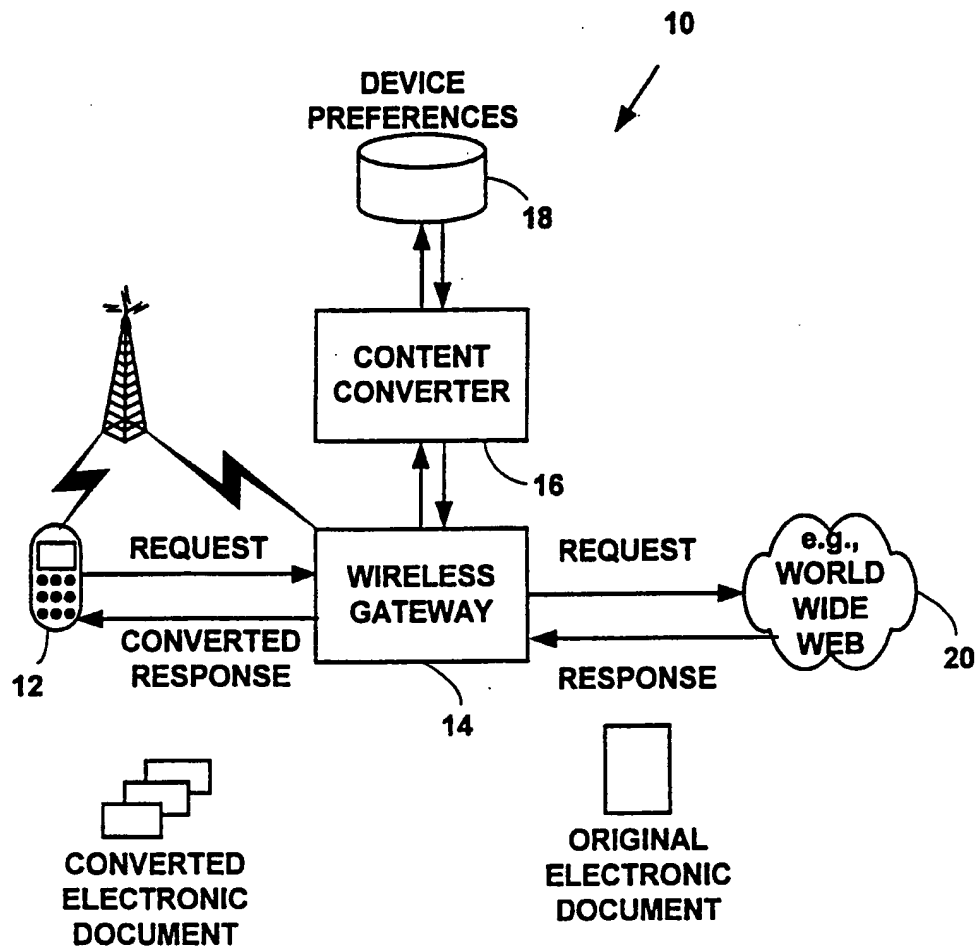 10
DEVICE
PREFERENCES
18
CONTENT
CONVERTER
16
REQUEST
WIRELESS
GATEWAY
REQUEST
e.g.,
WORLD
WIDE
WEB
CONVERTED
RESPONSE
RESPONSE
12
14
20
CONVERTED
ELECTRONIC
DOCUMENT
ORIGINAL
ELECTRONIC
DOCUMENT